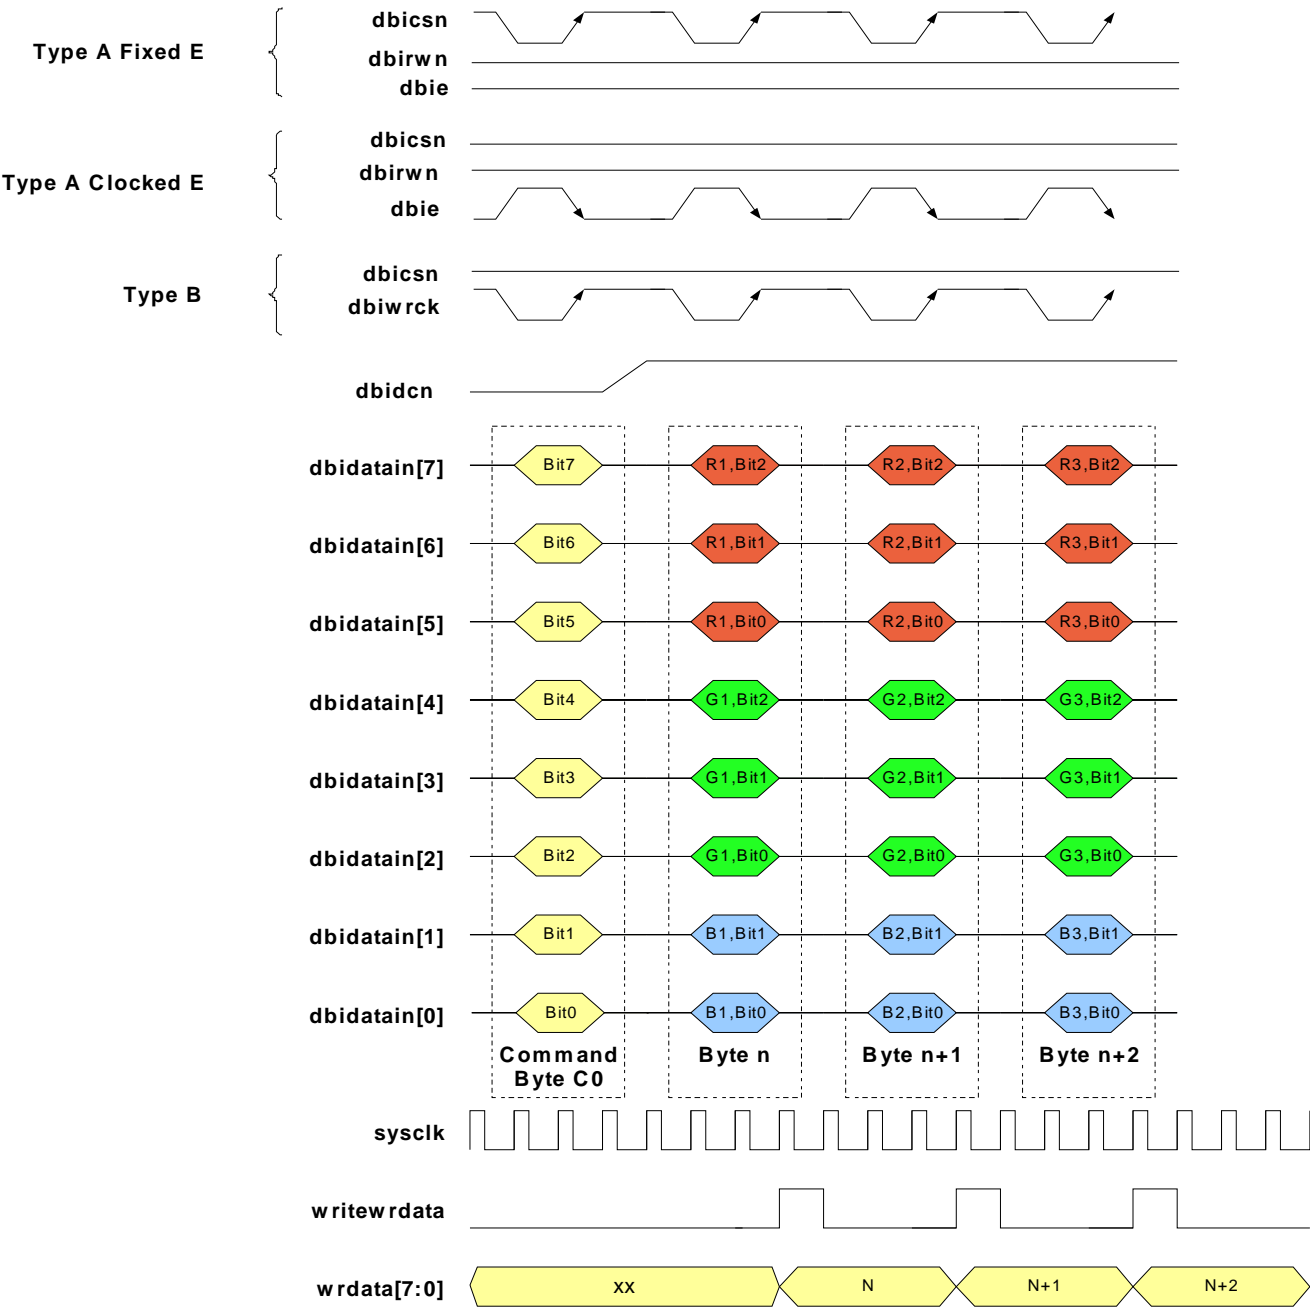 dbicsn
Type A Fixed E
dbirwn
dbie
dbicsn
dbirwn
Type A Clocked E
dbie
dbicsn
Type B
dbiwrck
dbidcn
dbidatain[7] Bit7 R1,Bit2 R2,Bit2 R3,Bit2
dbidatain[6] Bit6 R1,Bit1 R2,Bit1 R3,Bit1
dbidatain[5] Bit5 R1,Bit0 R2,Bit0 R3,Bit0
dbidatain[4] Bit4 G1,Bit2 G2,Bit2 G3,Bit2
dbidatain[3] Bit3 G1,Bit1 G2,Bit1 G3,Bit1
dbidatain[2] Bit2 G1,Bit0 G2,Bit0 G3,Bit0
dbidatain[1] Bit1 B1,Bit1 B2,Bit1 B3,Bit1
dbidatain[0] Bit0 B1,Bit0 B2,Bit0 B3,Bit0
Command Byte n Byte n+1 Byte n+2
Byte C0
sysclk
writewrdata
wrdata[7:0] xx N N+1 N+2